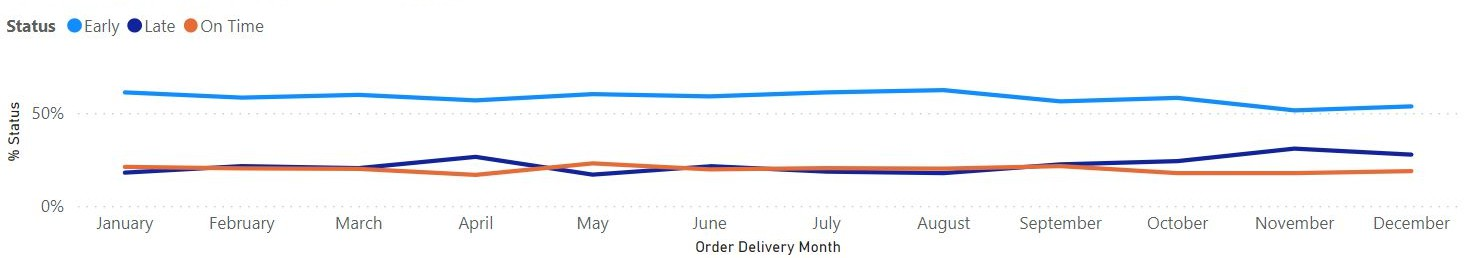 Status Early Late On Time
% Status
50%
0%
January February March April May June July August September October November December
Order Delivery Month